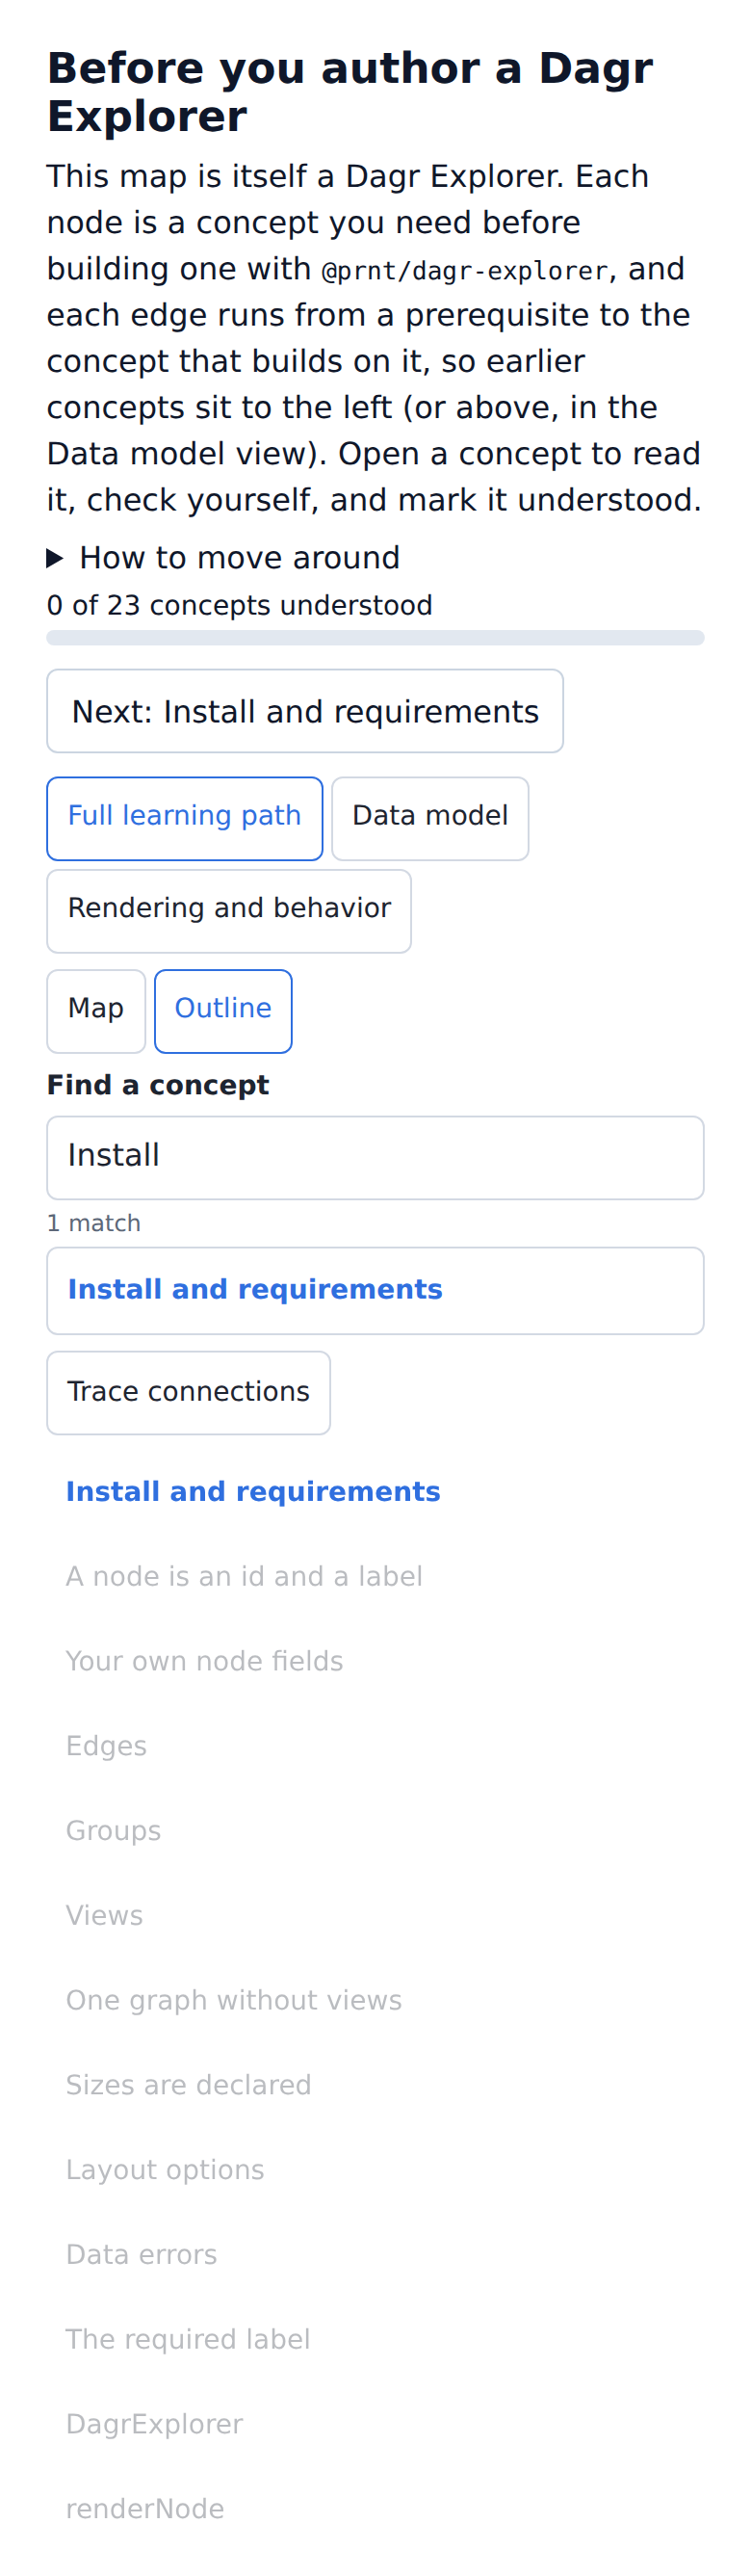 Before you author a Dagr
Explorer
This map is itself a Dagr Explorer. Each
node is a concept you need before
building one with @prnt/dagr-explorer, and
each edge runs from a prerequisite to the
concept that builds on it, so earlier
concepts sit to the left (or above, in the
Data model view). Open a concept to read
it, check yourself, and mark it understood.
How to move around
0 of 23 concepts understood
Next: Install and requirements
Full learning path Data model
Rendering and behavior
Map Outline
Find a concept
Install
1 match
Install and requirements
Trace connections
Install and requirements
A node is an id and a label
Your own node fields
Edges
Groups
Views
One graph without views
Sizes are declared
Layout options
Data errors
The required label
DagrExplorer
renderNode